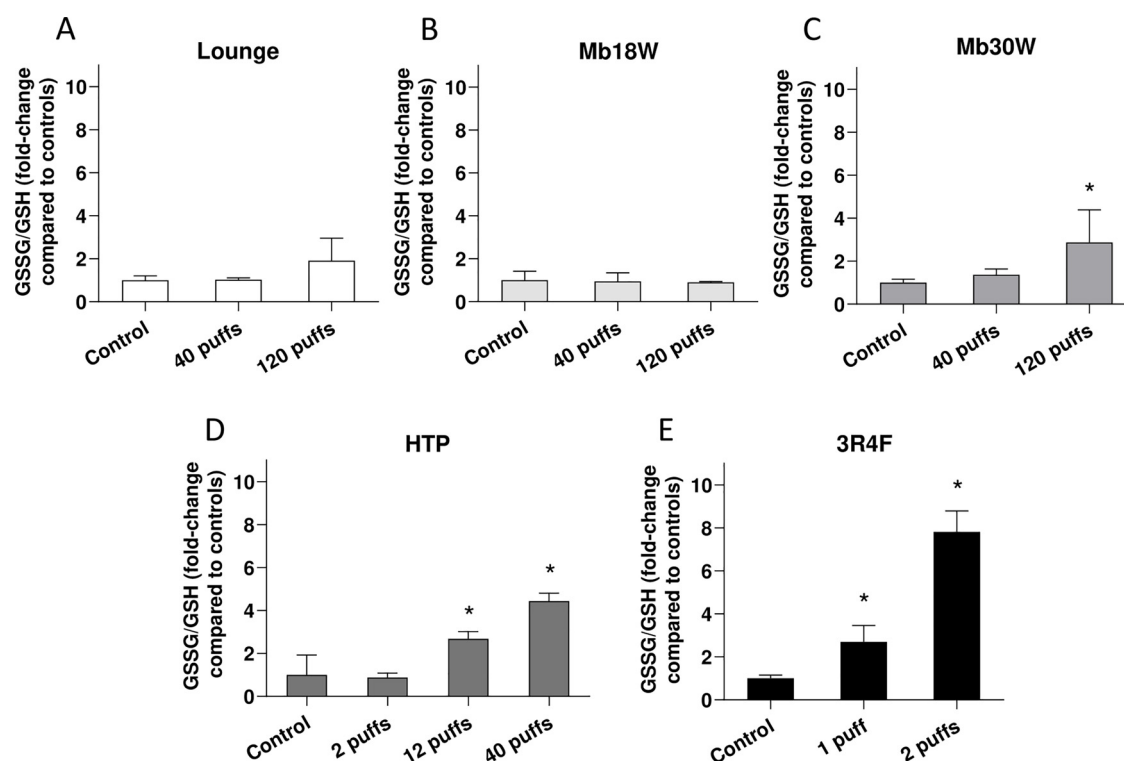 A
Lounge
GSSG/GSH (fold-change
compared to controls)
10
8
6
4
2
0
Control
40 puffs
120 puffs
B
Mb18W
GSSG/GSH (fold-change
compared to controls)
10
8
6
4
2
0
Control
40 puffs
120 puffs
C
Mb30W
GSSG/GSH (fold-change
compared to controls)
10
8
6
4
2
0
*
Control
40 puffs
120 puffs
D
HTP
GSSG/GSH (fold-change
compared to controls)
10
8
6
4
2
0
*
*
Control
2 puffs
12 puffs
40 puffs
E
3R4F
GSSG/GSH (fold-change
compared to controls)
10
8
6
4
2
0
*
*
Control
1 puff
2 puffs